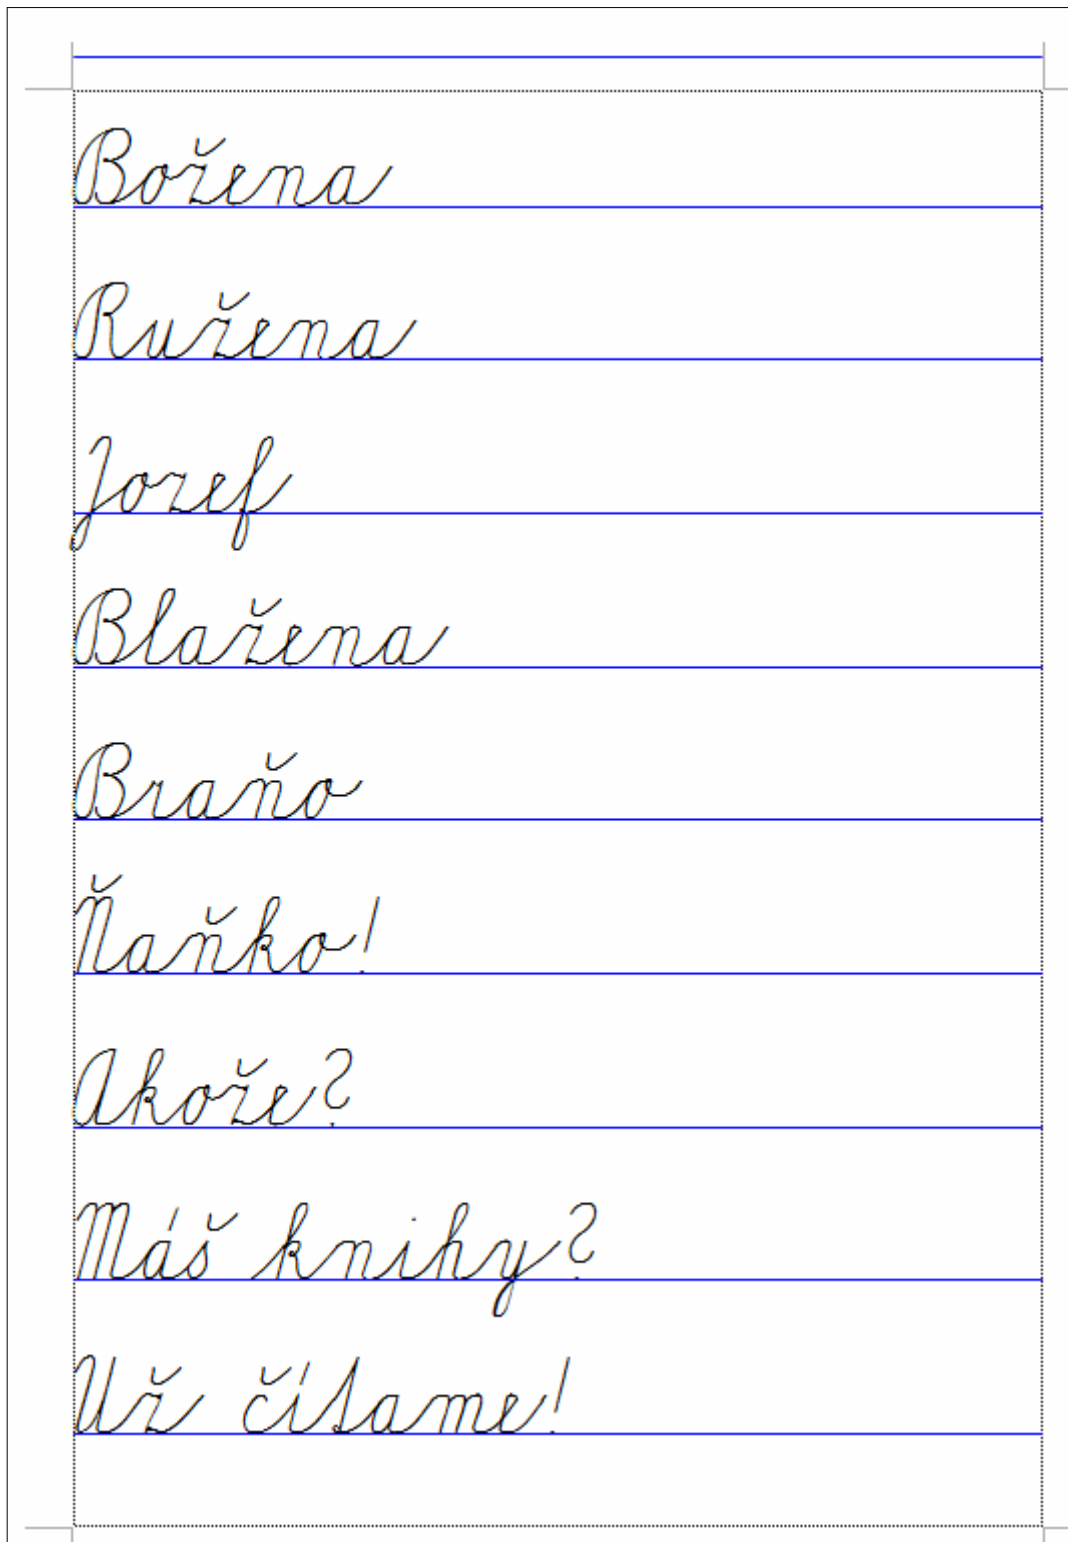 Božena
Ružena
Jozef
Blažena
Braňo
Ňaňko!
Akože?
Máš knihy?
Už čítame!